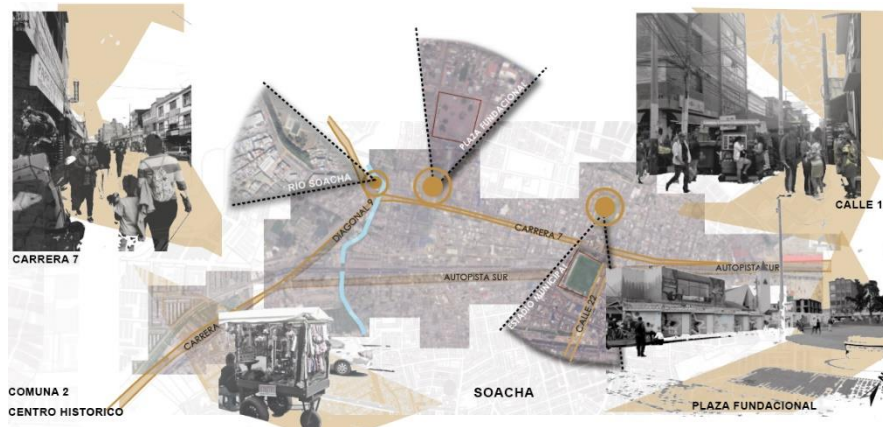 PLAZA FUNDACIONAL
RIO SOACHA
CALLE 1
DIAGONAL 9
CARRERA 7
CARRERA 7
AUTOPISTA SUR
AUTOPISTA SUR
ESTADIO MUNICIPAL
CALLE 22
CARRERA
COMUNA 2
CENTRO HISTORICO
SOACHA
PLAZA FUNDACIONAL